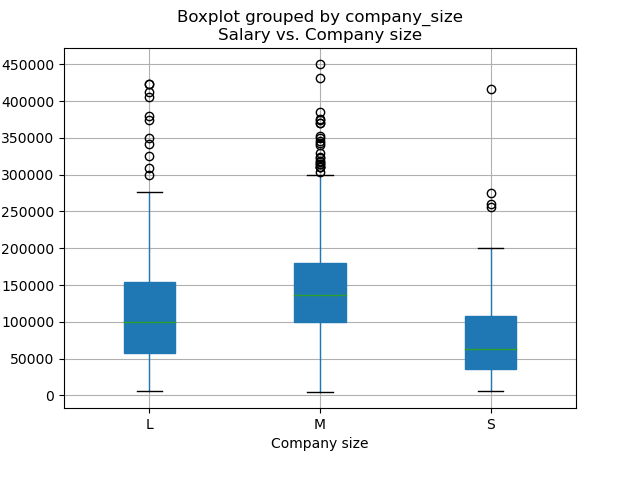 Boxplot grouped by company_size
Salary vs. Company size
450000
400000
350000
300000
250000
200000
150000
100000
50000
0
L M S
Company size